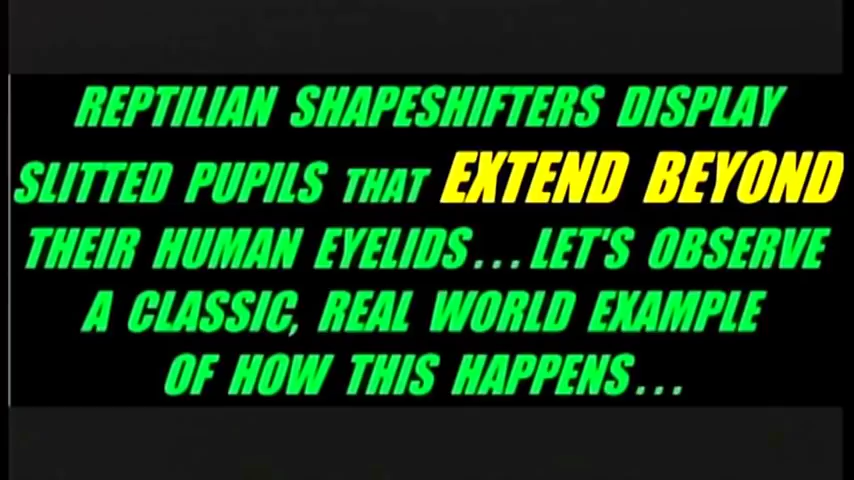 REPTILIAN SHAPESHIFTERS DISPLAY
SLITTED PUPILS THAT EXTEND BEYOND
THEIR HUMAN EYELIDS...LET'S OBSERVE
A CLASSIC, REAL WORLD EXAMPLE
OF HOW THIS HAPPENS...